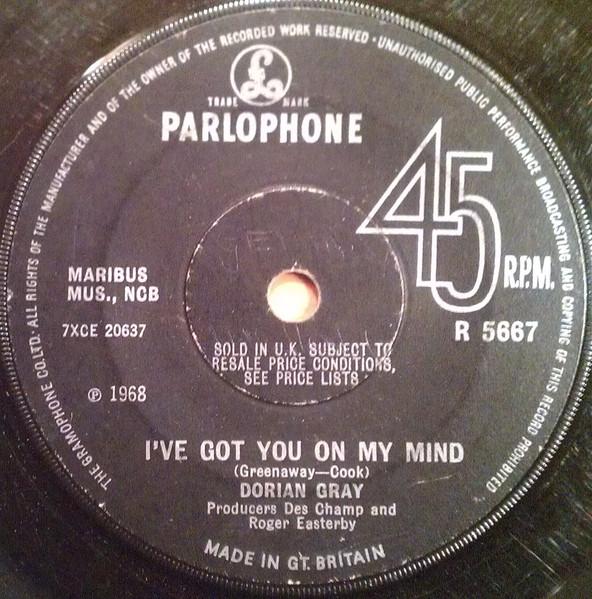 THE GRAMOPHONE CO.LTD. ALL RIGHTS OF THE MANUFACTURER AND OF THE OWNER OF THE RECORDED WORK RESERVED · UNAUTHORISED PUBLIC PERFORMANCE BROADCASTING AND COPYING OF THIS RECORD PROHIBITED
£
TRADE MARK
PARLOPHONE
45 R.P.M.
MARIBUS
MUS., NCB
7XCE 20637
R 5667
SOLD IN U.K. SUBJECT TO
RESALE PRICE CONDITIONS,
SEE PRICE LISTS
℗ 1968
I'VE GOT YOU ON MY MIND
(Greenaway—Cook)
DORIAN GRAY
Producers Des Champ and
Roger Easterby
MADE IN GT. BRITAIN